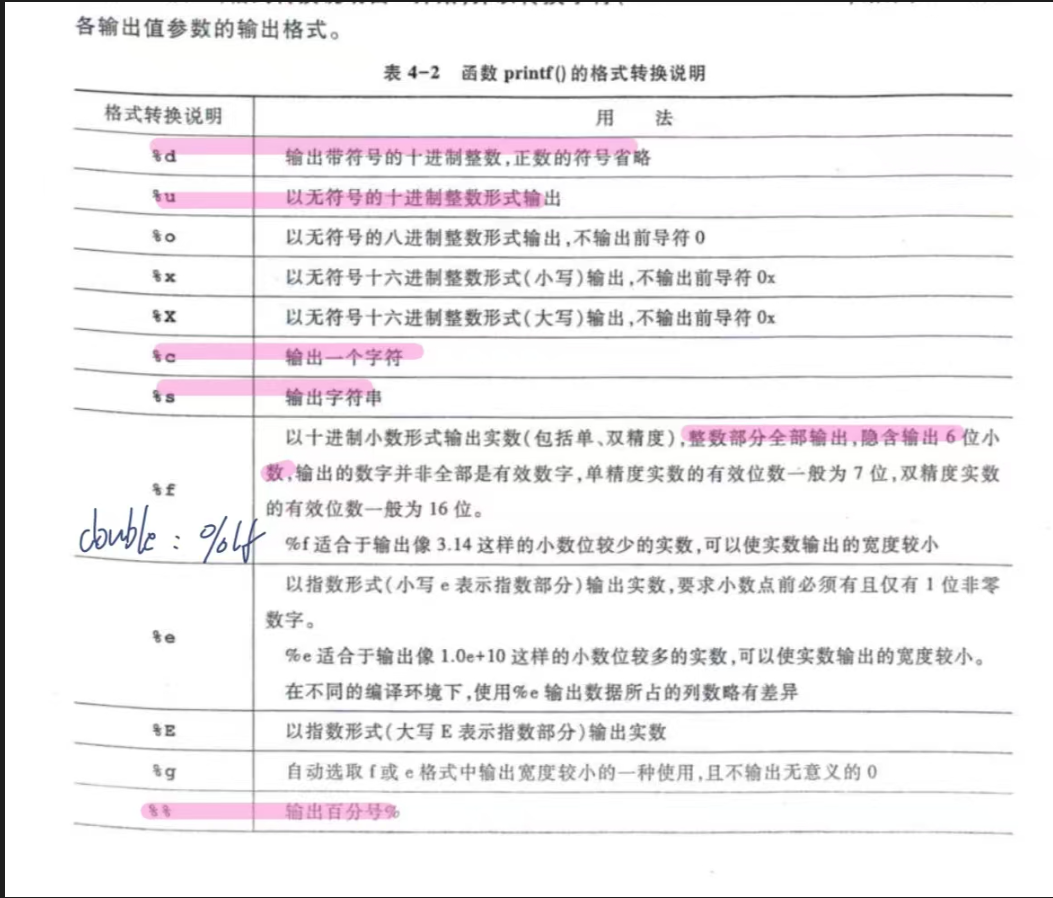 各输出值参数的输出格式。
表 4-2 函数 printf()的格式转换说明
格式转换说明 用 法
%d 输出带符号的十进制整数,正数的符号省略
%u 以无符号的十进制整数形式输出
%o 以无符号的八进制整数形式输出,不输出前导符 0
%x 以无符号十六进制整数形式(小写)输出,不输出前导符 0x
%X 以无符号十六进制整数形式(大写)输出,不输出前导符 0x
%c 输出一个字符
%s 输出字符串
以十进制小数形式输出实数(包括单、双精度),整数部分全部输出,隐含输出 6 位小
数,输出的数字并非全部是有效数字,单精度实数的有效位数一般为 7 位,双精度实数
%f
的有效位数一般为 16 位。
double : %lf
%f 适合于输出像 3.14 这样的小数位较少的实数,可以使实数输出的宽度较小
以指数形式(小写 e 表示指数部分)输出实数,要求小数点前必须有且仅有 1 位非零
数字。
%e
%e 适合于输出像 1.0e+10 这样的小数位较多的实数,可以使实数输出的宽度较小。
在不同的编译环境下,使用%e 输出数据所占的列数略有差异
%E 以指数形式(大写 E 表示指数部分)输出实数
%g 自动选取 f 或 e 格式中输出宽度较小的一种使用,且不输出无意义的 0
%% 输出百分号%